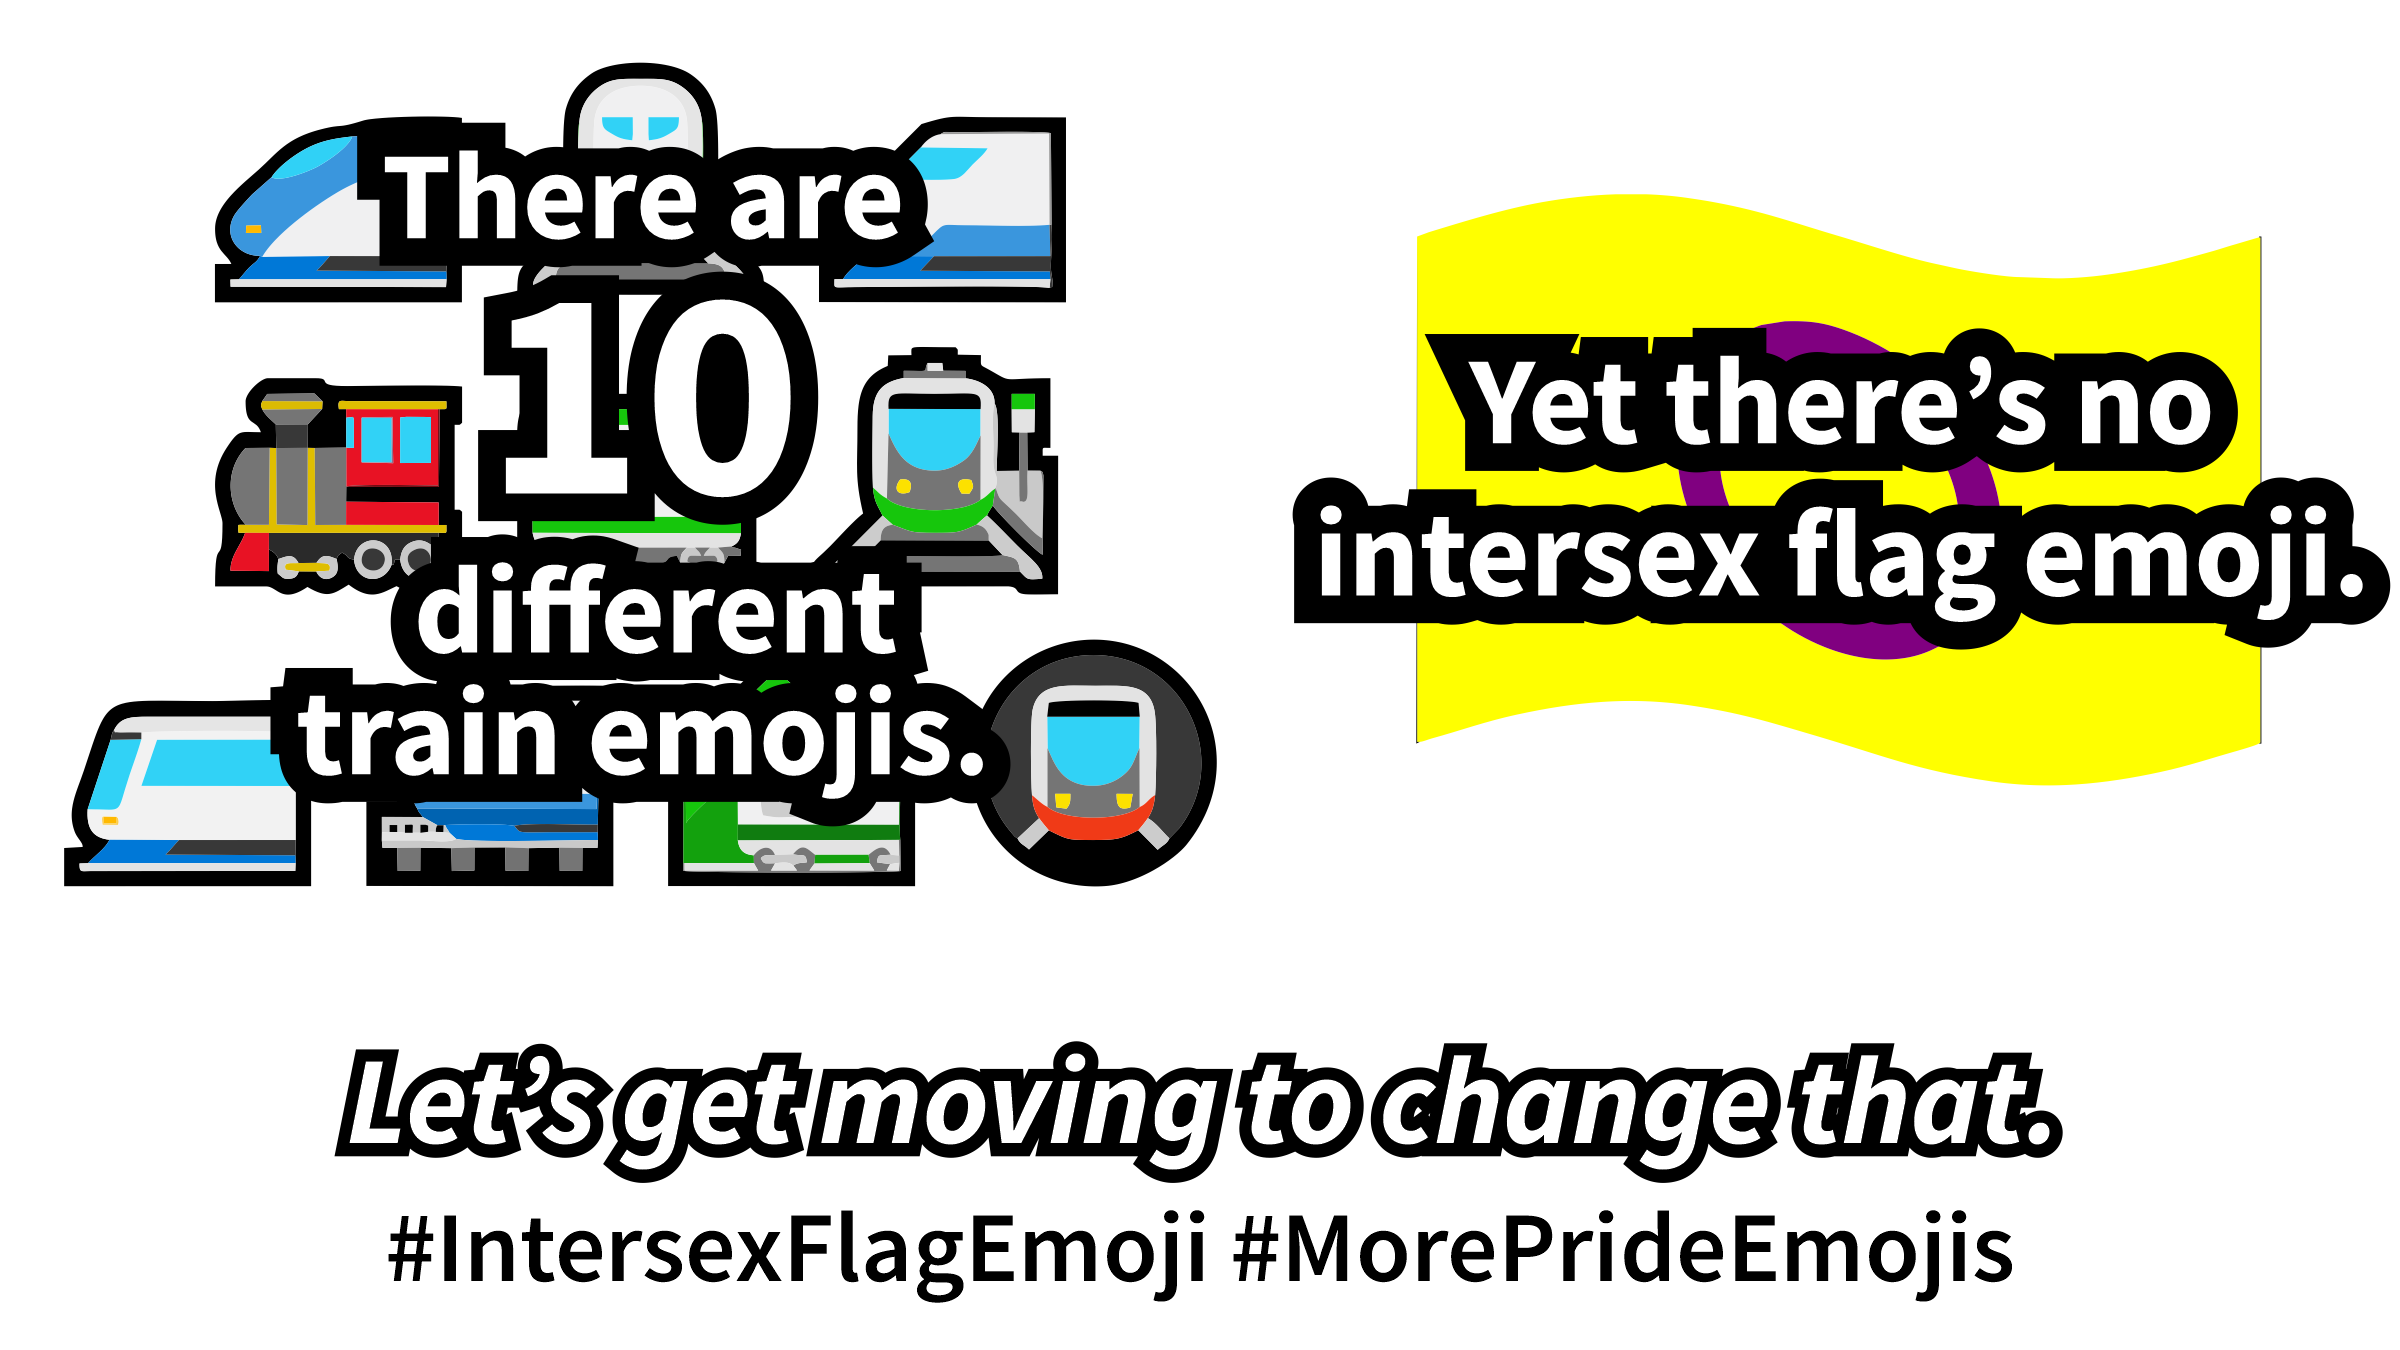 There are
10
different
train emojis.
Yet there’s no
intersex flag emoji.
Let’s get moving to change that.
#IntersexFlagEmoji #MorePrideEmojis